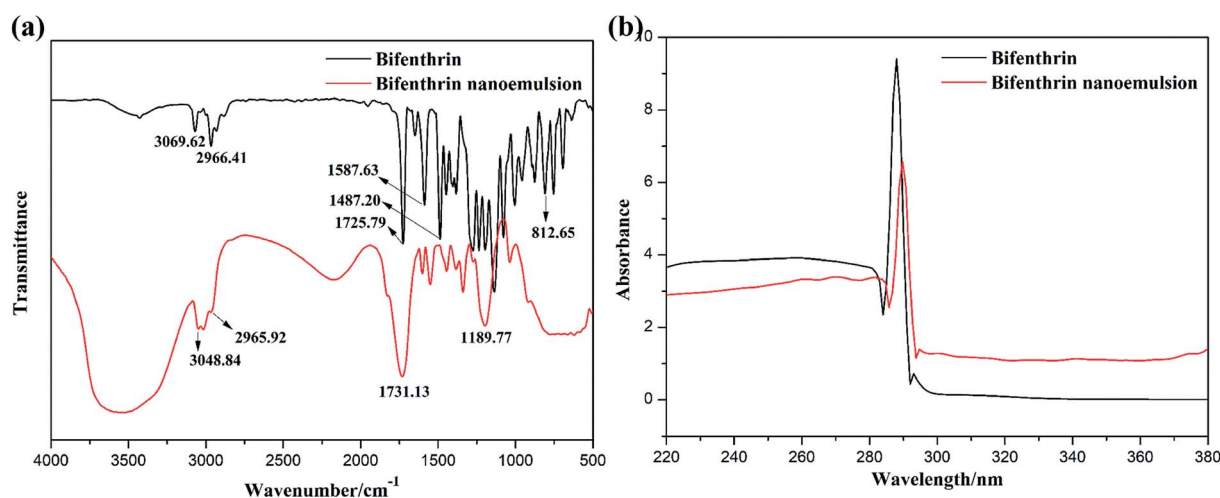 (a)
Bifenthrin
Bifenthrin nanoemulsion
3069.62
2966.41
1587.63
1487.20
1725.79
812.65
2965.92
3048.84
1189.77
1731.13
Transmittance
4000 3500 3000 2500 2000 1500 1000 500
Wavenumber/cm⁻¹
(b)
Bifenthrin
Bifenthrin nanoemulsion
10
8
6
4
2
0
Absorbance
220 240 260 280 300 320 340 360 380
Wavelength/nm